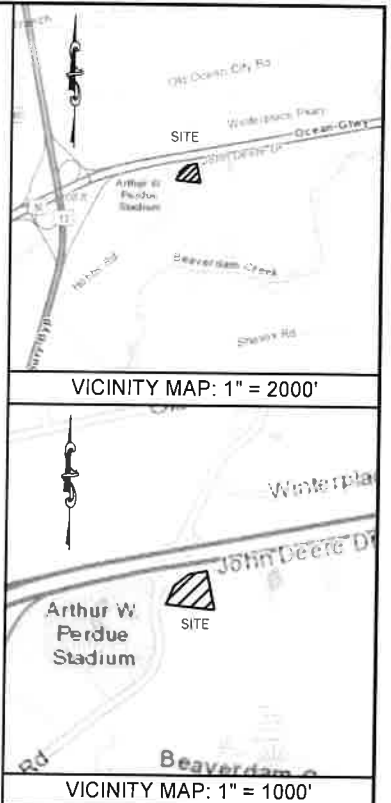 Old Ocean City Rd
Winterplace Pkwy
Ocean-Gtwy
SITE
John Deere Dr
Arthur W
Perdue
Stadium
50
13
Hobbs Rd
Beaverdam Creek
VICINITY MAP: 1" = 2000'
Winterpla
John Deere Dr
Arthur W
Perdue
Stadium
SITE
Rd
Beaverdam
VICINITY MAP: 1" = 1000'